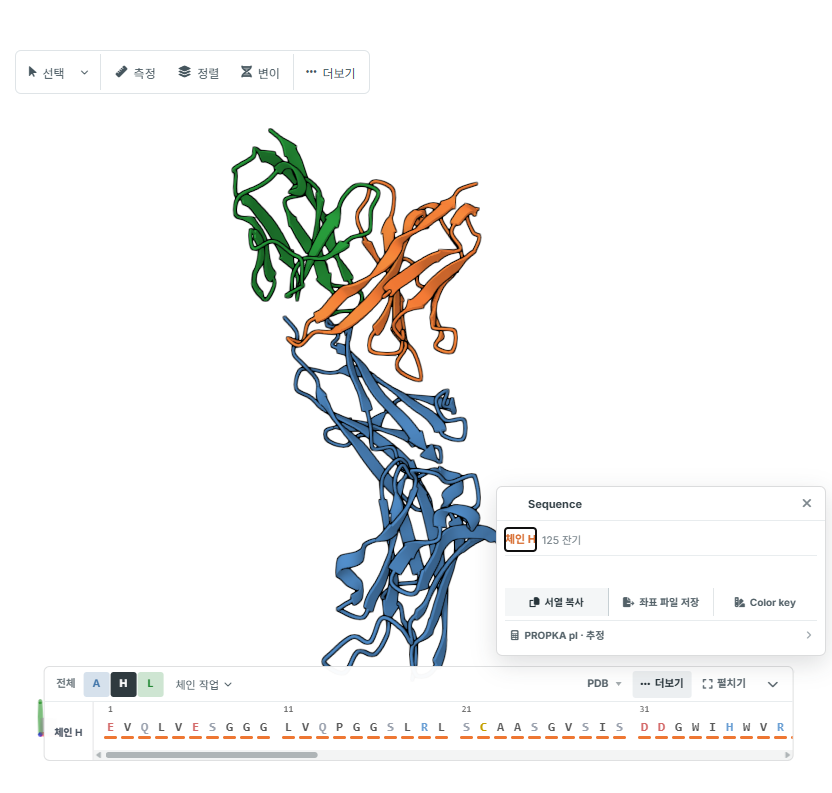 선택 측정 정렬 변이 ··· 더보기
Sequence
체인 H 125 잔기
서열 복사 좌표 파일 저장 Color key
PROPKA pI · 추정
전체 A H L 체인 작업 PDB ··· 더보기 펼치기
1 11 21 31
체인 H E V Q L V E S G G G L V Q P G G S L R L S C A A S G V S I S D D G W I H W V R